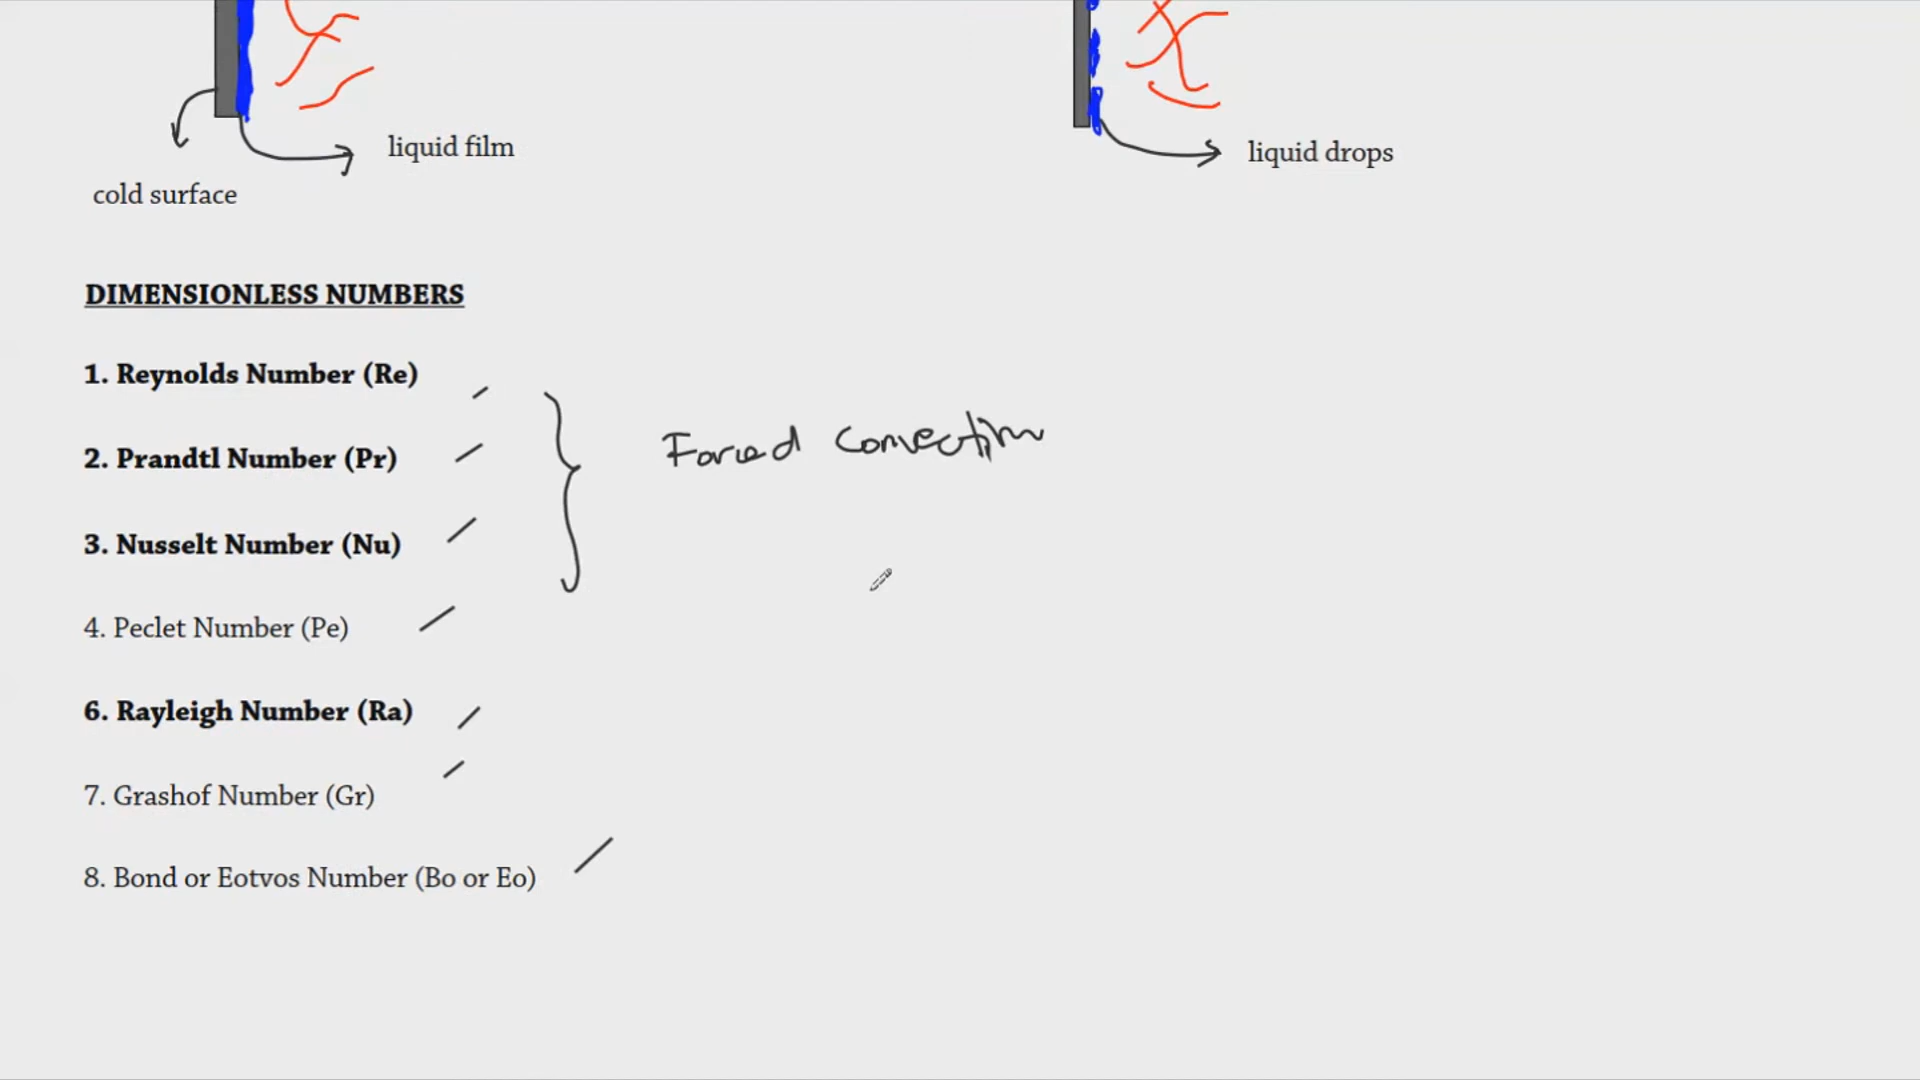 liquid film
liquid drops
cold surface
DIMENSIONLESS NUMBERS
1. Reynolds Number (Re)
2. Prandtl Number (Pr)
Forced Convection
3. Nusselt Number (Nu)
4. Peclet Number (Pe)
6. Rayleigh Number (Ra)
7. Grashof Number (Gr)
8. Bond or Eotvos Number (Bo or Eo)